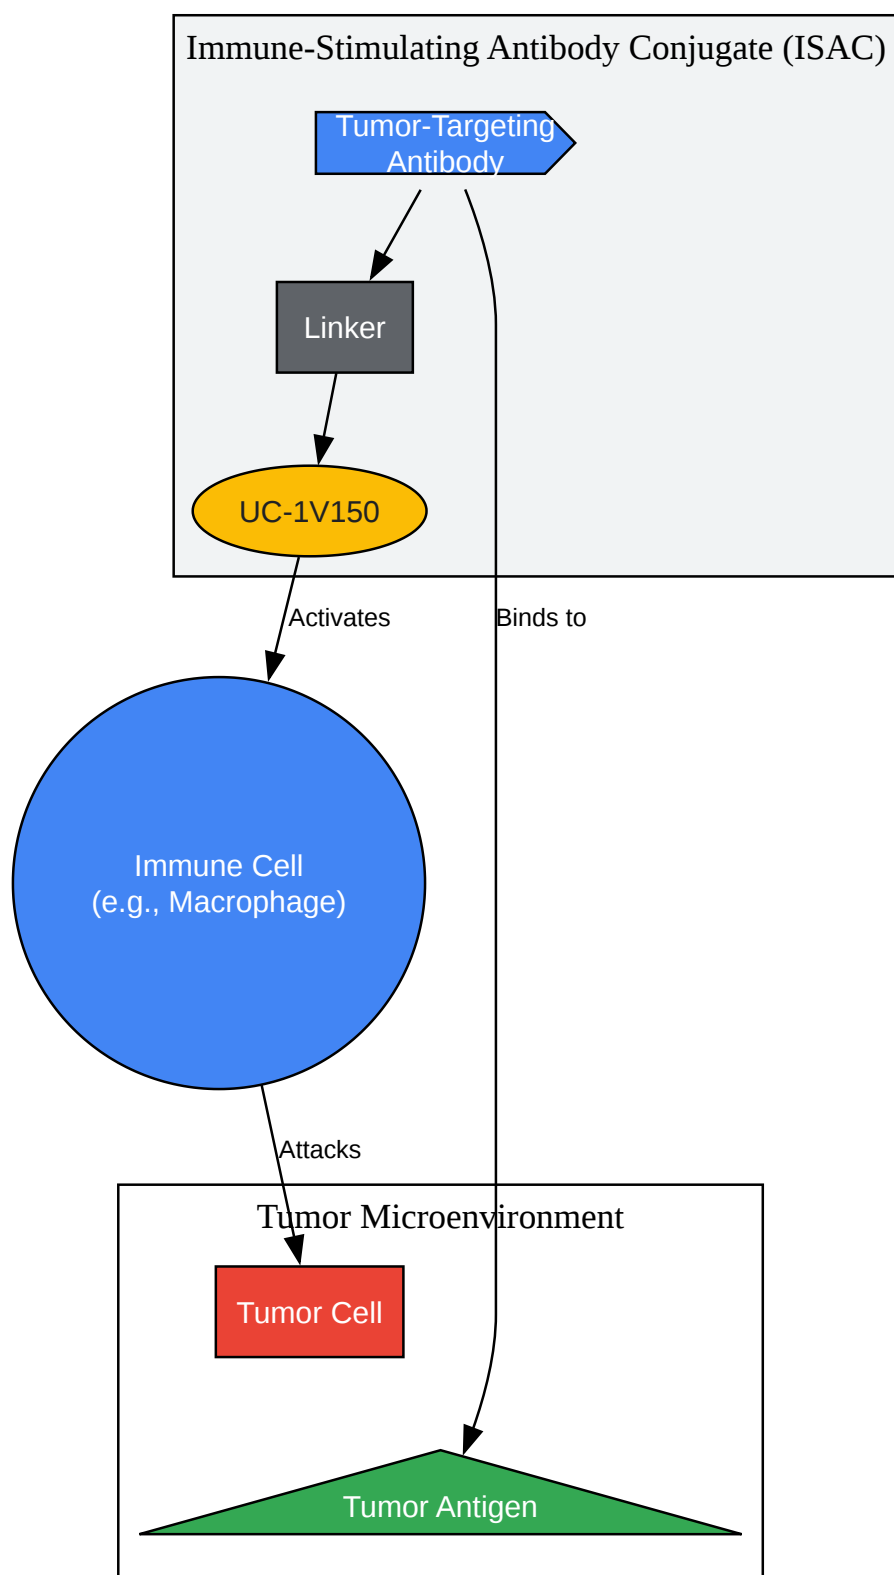 Immune-Stimulating Antibody Conjugate (ISAC)
Tumor-Targeting
Antibody
Linker
UC-1V150
Activates
Binds to
Immune Cell
(e.g., Macrophage)
Attacks
Tumor Microenvironment
Tumor Cell
Tumor Antigen